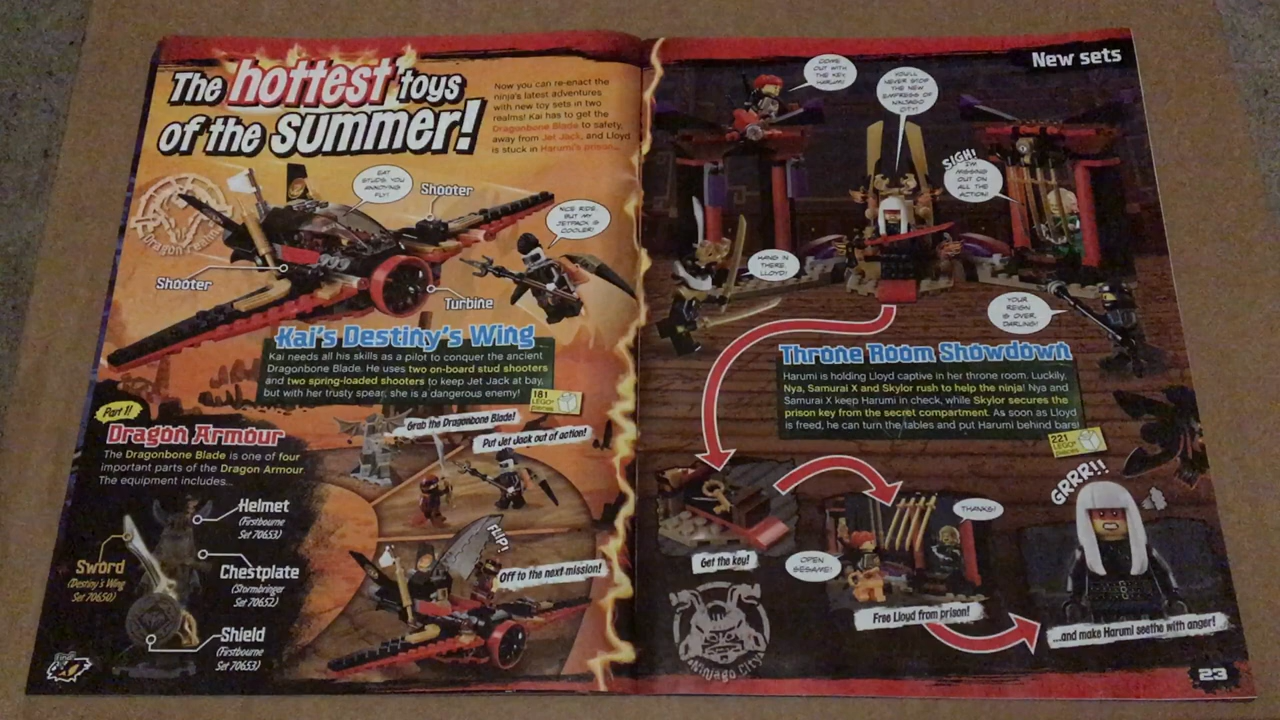 The hottest toys
of the summer!
Now you can re-enact the
ninja's latest adventures
with new toy sets in two
realms! Kai has to get the
Dragonbone Blade to safety,
away from Jet Jack, and Lloyd
is stuck in Harumi's prison...
Dragon Realm
EAT
STUDS, YOU
ANNOYING
FLY!
Shooter
NICE RIDE,
BUT MY
JETPACK IS
COOLER!
Shooter
Turbine
Kai's Destiny's Wing
Kai needs all his skills as a pilot to conquer the ancient
Dragonbone Blade. He uses two on-board stud shooters
and two spring-loaded shooters to keep Jet Jack at bay,
but with her trusty spear, she is a dangerous enemy!
181
LEGO®
pieces
Part 1!
Dragon Armour
The Dragonbone Blade is one of four
important parts of the Dragon Armour.
The equipment includes...
Helmet
(Firstbourne
Set 70653)
Sword
(Destiny's Wing
Set 70650)
Chestplate
(Stormbringer
Set 70652)
Shield
(Firstbourne
Set 70653)
Grab the Dragonbone Blade!
Put Jet Jack out of action!
FLIP!
Off to the next mission!
New sets
COME
OUT WITH
THE KEY,
HARUMI!
YOU'LL
NEVER STOP
THE NEW
EMPRESS OF
NINJAGO
CITY!
SIGH!
I'M
MISSING
OUT ON
ALL THE
ACTION!
HANG IN
THERE,
LLOYD!
YOUR
REIGN
IS OVER,
DARLING!
Throne Room Showdown
Harumi is holding Lloyd captive in her throne room. Luckily,
Nya, Samurai X and Skylor rush to help the ninja! Nya and
Samurai X keep Harumi in check, while Skylor secures the
prison key from the secret compartment. As soon as Lloyd
is freed, he can turn the tables and put Harumi behind bars!
221
LEGO®
pieces
Get the key!
OPEN
SESAME!
THANKS!
Free Lloyd from prison!
GRRR!!
...and make Harumi seethe with anger!
Ninjago City
23